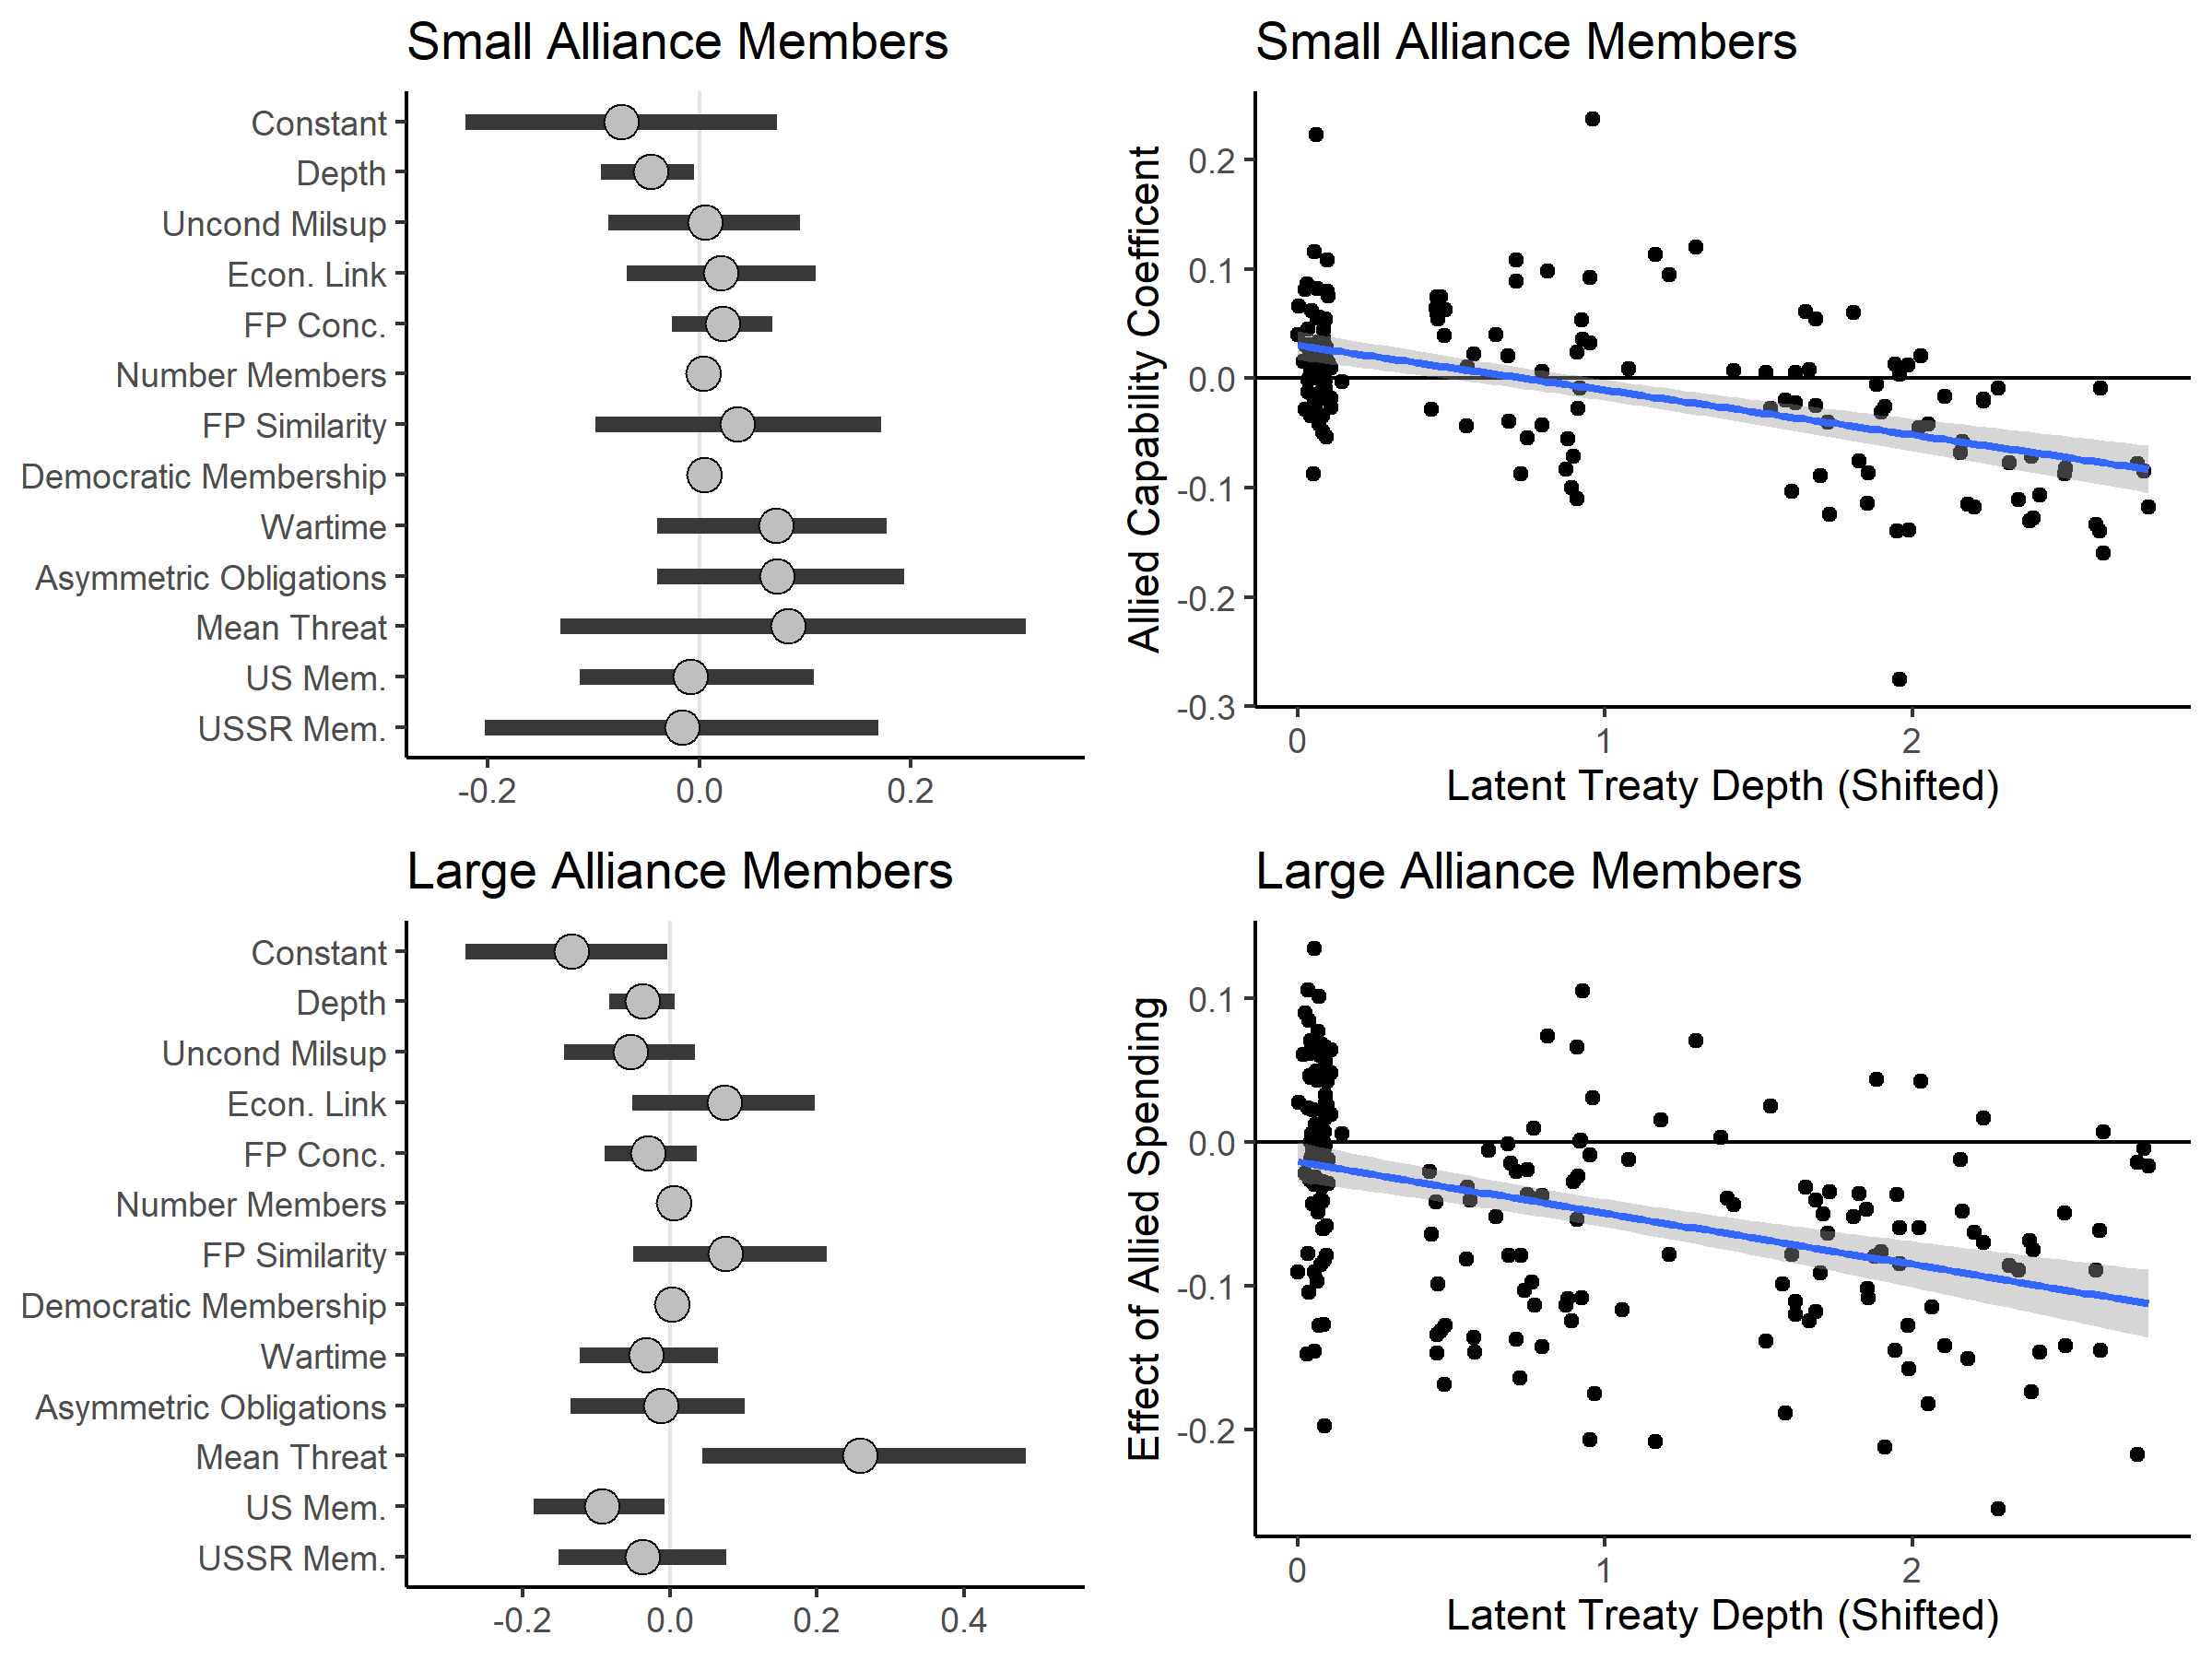 Small Alliance Members
Constant
Depth
Uncond Milsup
Econ. Link
FP Conc.
Number Members
FP Similarity
Democratic Membership
Wartime
Asymmetric Obligations
Mean Threat
US Mem.
USSR Mem.
-0.2 0.0 0.2
Small Alliance Members
Allied Capability Coefficent
0.2
0.1
0.0
-0.1
-0.2
-0.3
0 1 2
Latent Treaty Depth (Shifted)
Large Alliance Members
Constant
Depth
Uncond Milsup
Econ. Link
FP Conc.
Number Members
FP Similarity
Democratic Membership
Wartime
Asymmetric Obligations
Mean Threat
US Mem.
USSR Mem.
-0.2 0.0 0.2 0.4
Large Alliance Members
Effect of Allied Spending
0.1
0.0
-0.1
-0.2
0 1 2
Latent Treaty Depth (Shifted)